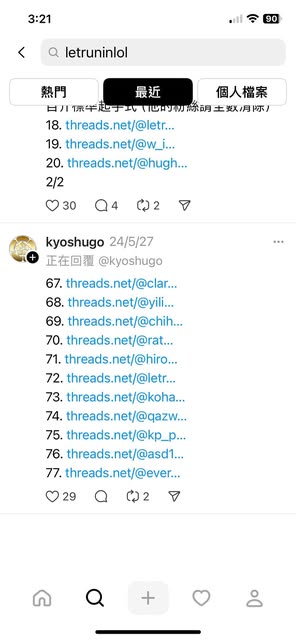 3:21
90
letruninlol
熱門
最近
個人檔案
18. threads.net/@letr...
19. threads.net/@w_i...
20. threads.net/@hugh...
2/2
30 4 2
kyoshugo 24/5/27
正在回覆 @kyoshugo
67. threads.net/@clar...
68. threads.net/@yili...
69. threads.net/@chih...
70. threads.net/@rat...
71. threads.net/@hiro...
72. threads.net/@letr...
73. threads.net/@koha...
74. threads.net/@qazw...
75. threads.net/@kp_p...
76. threads.net/@asd1...
77. threads.net/@ever...
29 2